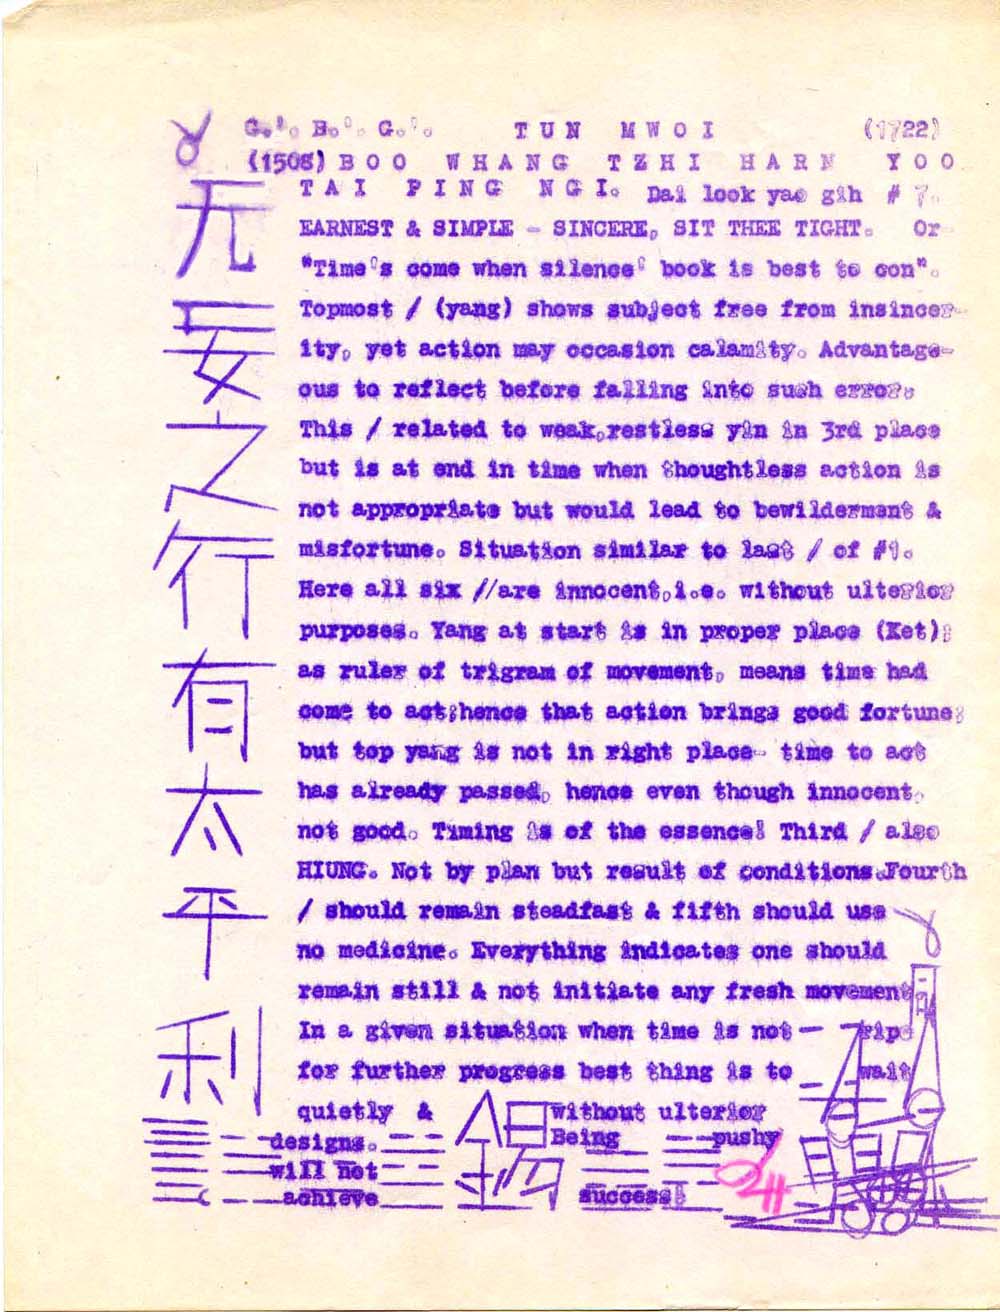 G.'. B.'. G.'. TUN MWOI (1722)
(1508) BOO WHANG TZHI HARN YOO
TAI PING NGI. Dai look yao gih # 7.
EARNEST & SIMPLE - SINCERE, SIT THEE TIGHT. Or
"Time's come when silence' book is best to con".
Topmost / (yang) shows subject free from insincer-
ity, yet action may occasion calamity. Advantage-
ous to reflect before falling into such error.
This / related to weak,restless yin in 3rd place
but is at end in time when thoughtless action is
not appropriate but would lead to bewilderment &
misfortune. Situation similar to last / of #1.
Here all six //are innocent,i.e. without ulterior
purposes. Yang at start is in proper place (Ket);
as ruler of trigram of movement, means time had
come to act;hence that action brings good fortune;
but top yang is not in right place- time to act
has already passed, hence even though innocent,
not good. Timing is of the essence! Third / also
HIUNG. Not by plan but result of conditions.Fourth
/ should remain steadfast & fifth should use
no medicine. Everything indicates one should
remain still & not initiate any fresh movement
In a given situation when time is not ripe
for further progress best thing is to wait
quietly & without ulterior
designs. Being pushy
will not
achieve success!
无
妄
之
行
有
太
平
利